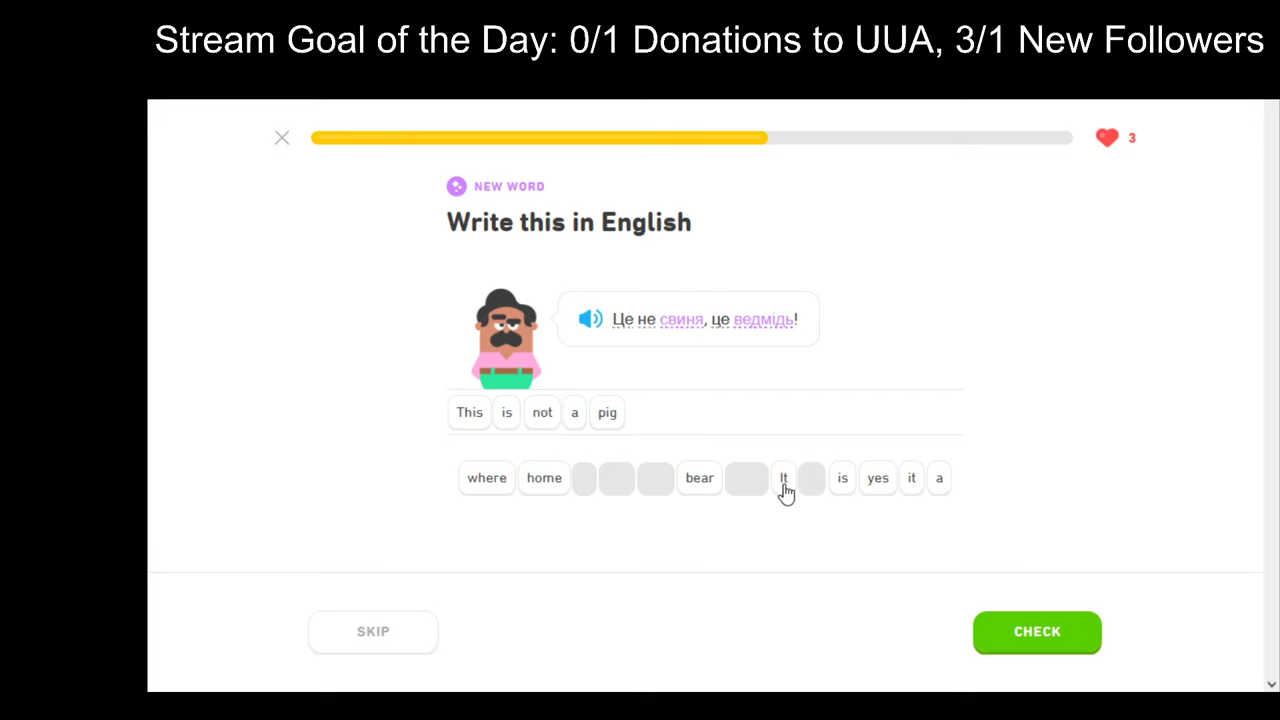 Stream Goal of the Day: 0/1 Donations to UUA, 3/1 New Followers
3
NEW WORD
Write this in English
Це не свиня, це ведмідь!
This is not a pig
where home bear It is yes it a
SKIP CHECK